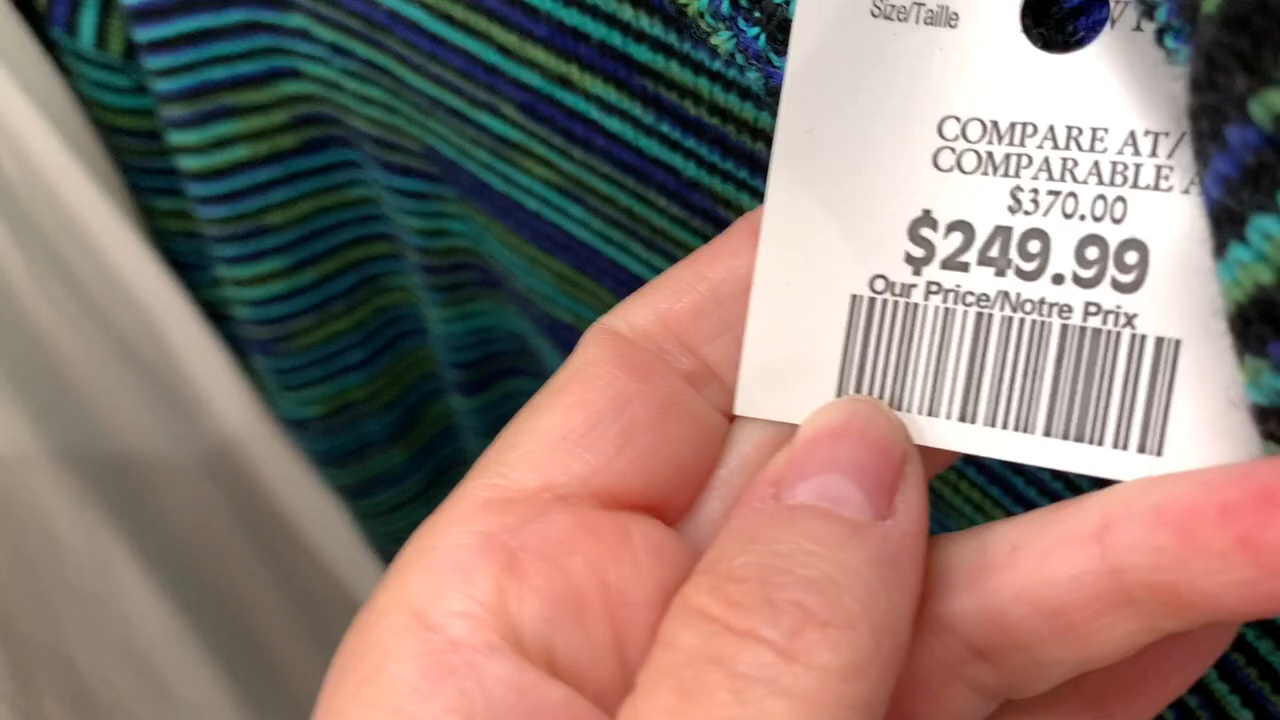 Size/Taille
COMPARE AT/
COMPARABLE A
$370.00
$249.99
Our Price/Notre Prix